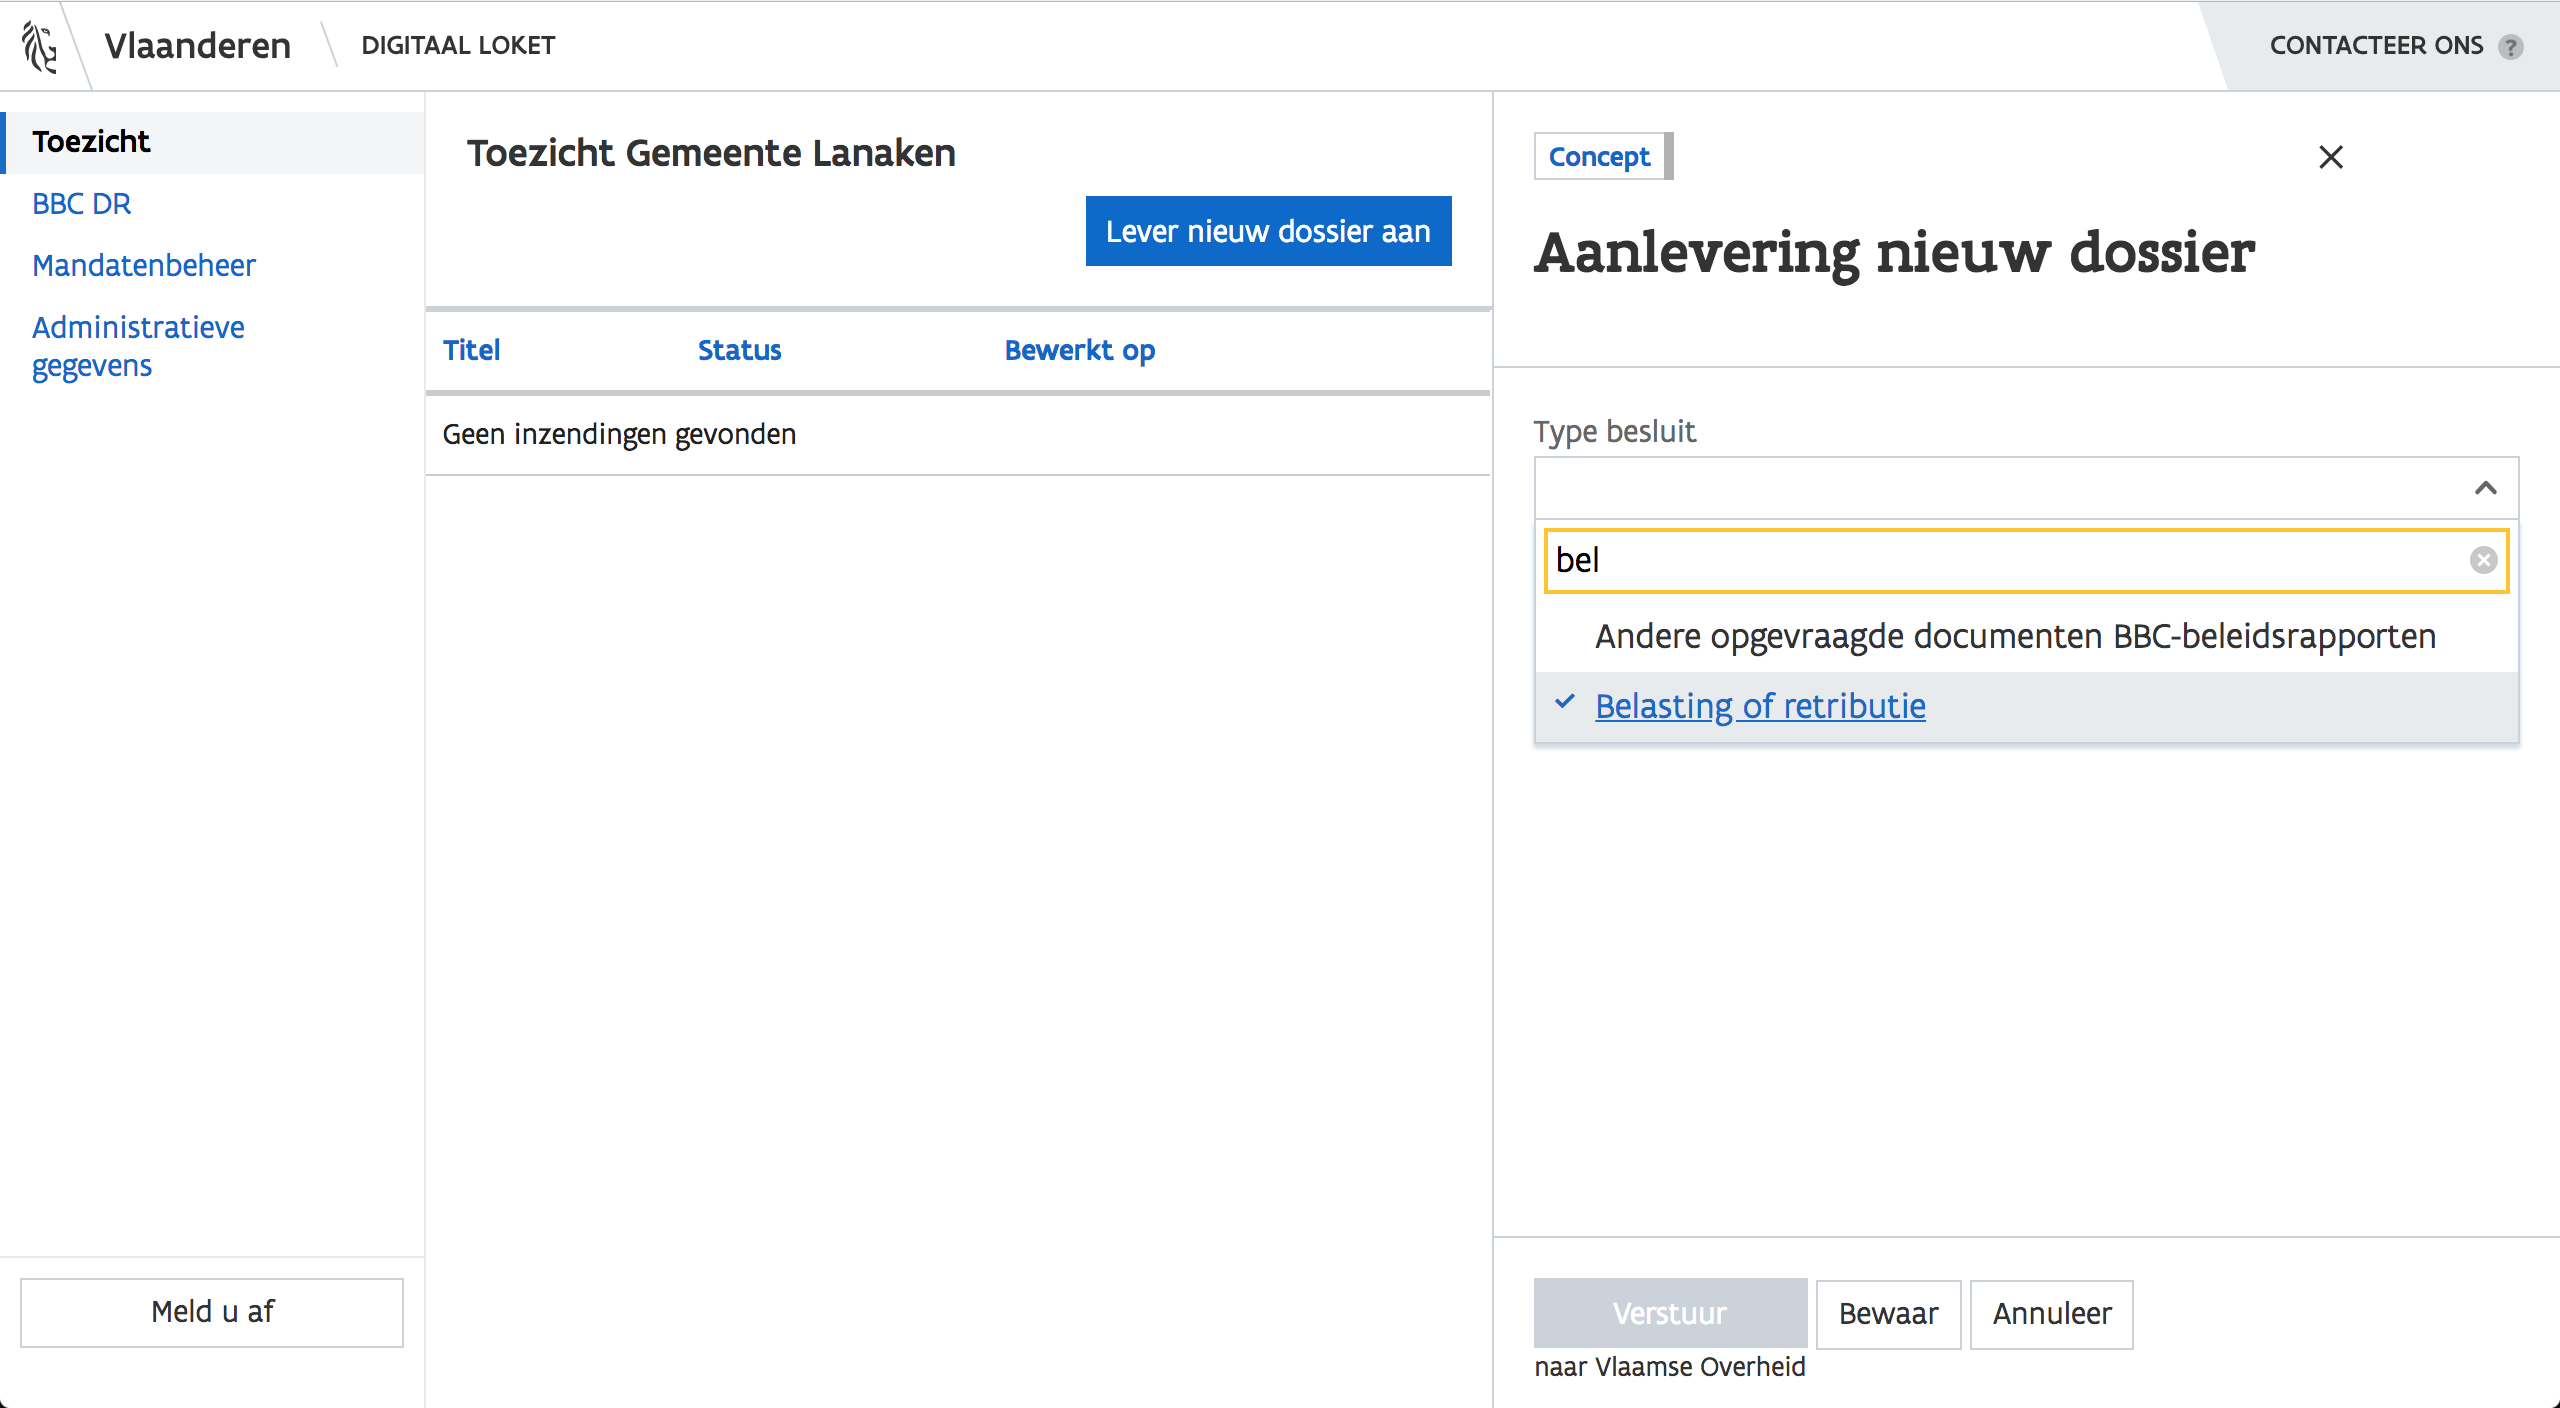 Vlaanderen
DIGITAAL LOKET
CONTACTEER ONS ?
Toezicht
BBC DR
Mandatenbeheer
Administratieve
gegevens
Meld u af
Toezicht Gemeente Lanaken
Lever nieuw dossier aan
Titel Status Bewerkt op
Geen inzendingen gevonden
Concept
Aanlevering nieuw dossier
Type besluit
bel
Andere opgevraagde documenten BBC-beleidsrapporten
Belasting of retributie
Verstuur Bewaar Annuleer
naar Vlaamse Overheid